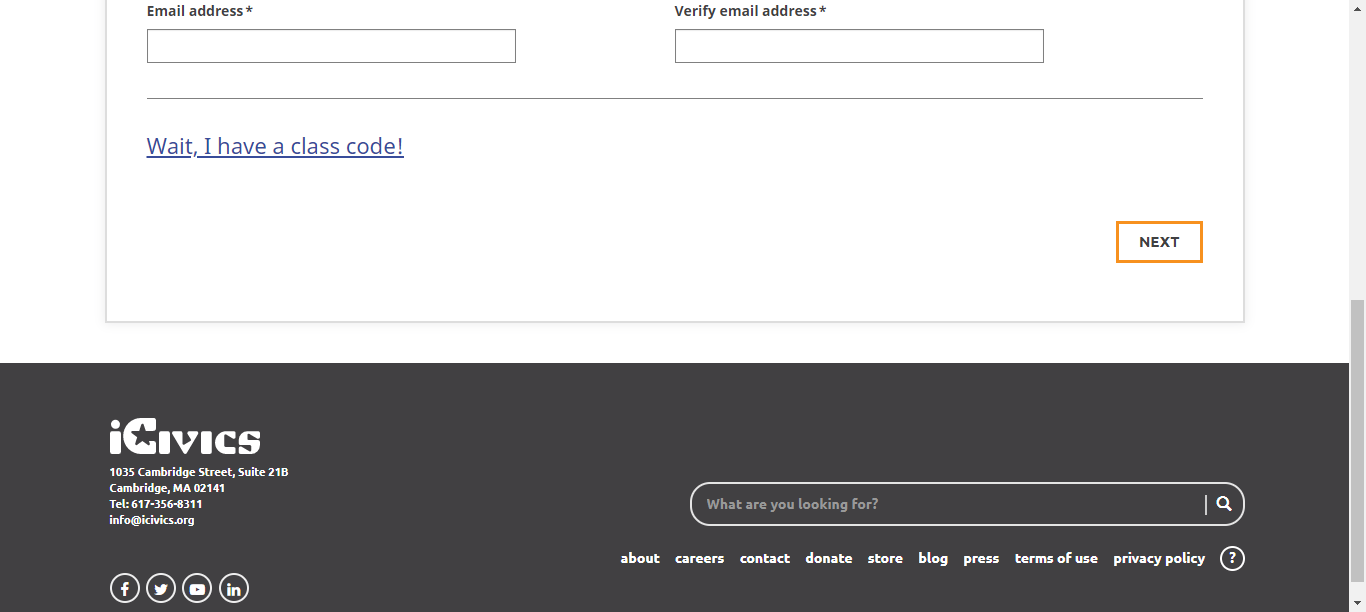 Email address*
Verify email address*
Wait, I have a class code!
NEXT
iCivics
1035 Cambridge Street, Suite 21B
Cambridge, MA 02141
Tel: 617-356-8311
info@icivics.org
What are you looking for?
about careers contact donate store blog press terms of use privacy policy ?